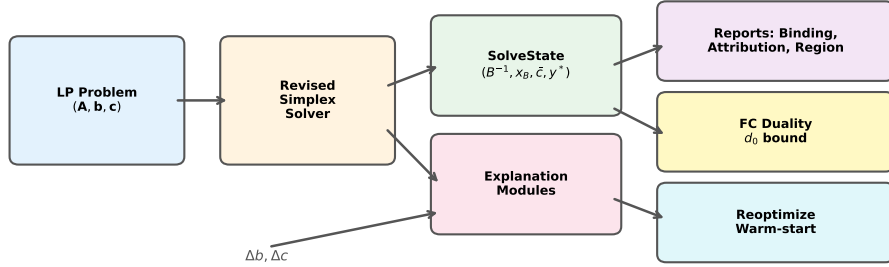 LP Problem
(A, b, c)
Revised
Simplex
Solver
SolveState
(B⁻¹, x_B, c̄, y*)
Explanation
Modules
Δb, Δc
Reports: Binding,
Attribution, Region
FC Duality
d₀ bound
Reoptimize
Warm-start